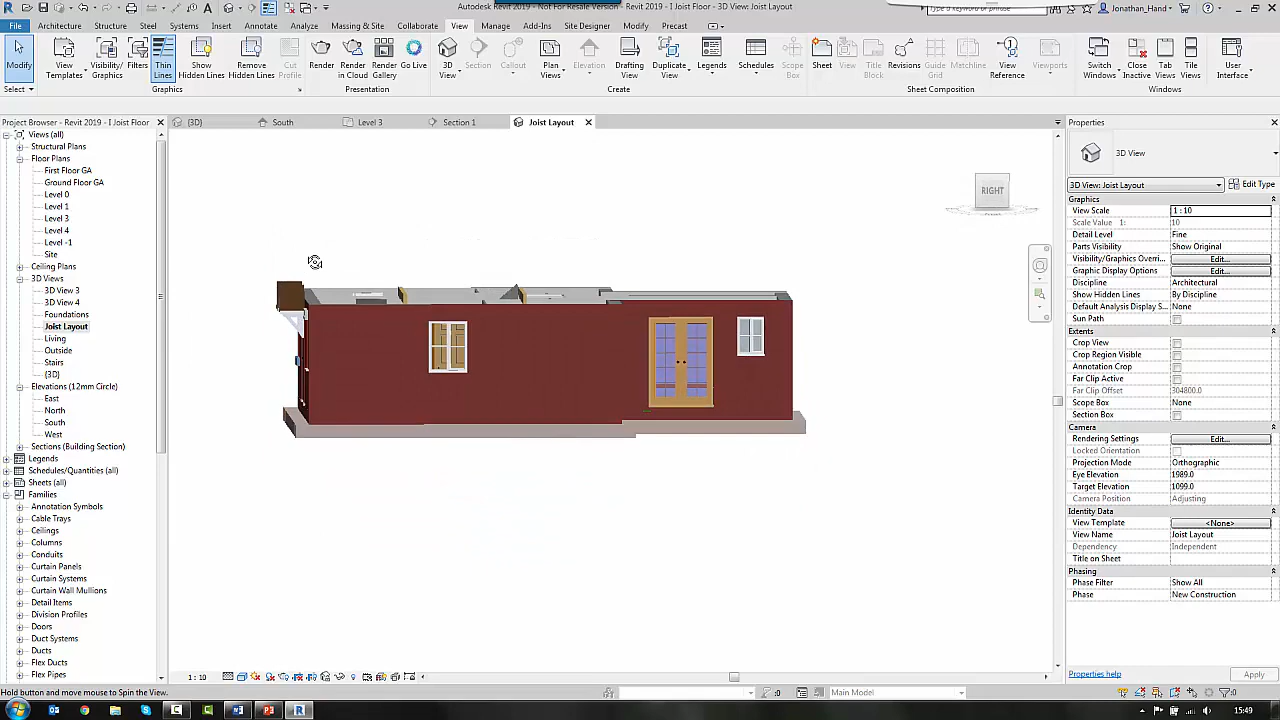 Autodesk Revit 2019 - Not For Resale Version - Revit 2019 - I Joist Floor - 3D View: Joist Layout
Type a keyword or phrase
Jonathan_Hand
File Architecture Structure Steel Systems Insert Annotate Analyze Massing & Site Collaborate View Manage Add-Ins Site Designer Modify Precast
Modify
View Templates
Visibility/ Graphics
Filters
Thin Lines
Show Hidden Lines
Remove Hidden Lines
Cut Profile
Render
Render in Cloud
Render Gallery
Go Live
3D View
Section
Callout
Plan Views
Elevation
Drafting View
Duplicate View
Legends
Schedules
Scope Box
Sheet
View
Title Block
Revisions
Guide Grid
Matchline
View Reference
Viewports
Switch Windows
Close Inactive
Tab Views
Tile Views
User Interface
Select Graphics Presentation Create Sheet Composition Windows
Project Browser - Revit 2019 - I Joist Floor
Views (all)
Structural Plans
Floor Plans
First Floor GA
Ground Floor GA
Level 0
Level 1
Level 3
Level 4
Level -1
Site
Ceiling Plans
3D Views
3D View 3
3D View 4
Foundations
Joist Layout
Living
Outside
Stair
{3D}
Elevations (12mm Circle)
East
North
South
West
Sections (Building Section)
Legends
Schedules/Quantities (all)
Sheets (all)
Families
Annotation Symbols
Cable Trays
Ceilings
Columns
Conduits
Curtain Panels
Curtain Systems
Curtain Wall Mullions
Detail Items
Division Profiles
Doors
Duct Systems
Ducts
Flex Ducts
Flex Pipes
{3D} South Level 3 Section 1 Joist Layout
RIGHT
Properties
3D View
3D View: Joist Layout Edit Type
Graphics
View Scale 1 : 10
Scale Value 1: 10
Detail Level Fine
Parts Visibility Show Original
Visibility/Graphics Overri... Edit...
Graphic Display Options Edit...
Discipline Architectural
Show Hidden Lines By Discipline
Default Analysis Display S... None
Sun Path
Extents
Crop View
Crop Region Visible
Annotation Crop
Far Clip Active
Far Clip Offset 304800.0
Scope Box None
Section Box
Camera
Rendering Settings Edit...
Locked Orientation
Projection Mode Orthographic
Eye Elevation 1989.0
Target Elevation 1099.0
Camera Position Adjusting
Identity Data
View Template <None>
View Name Joist Layout
Dependency Independent
Title on Sheet
Phasing
Phase Filter Show All
Phase New Construction
Properties help Apply
1 : 10
Hold button and move mouse to Spin the View.
:0 Main Model :0
15:49